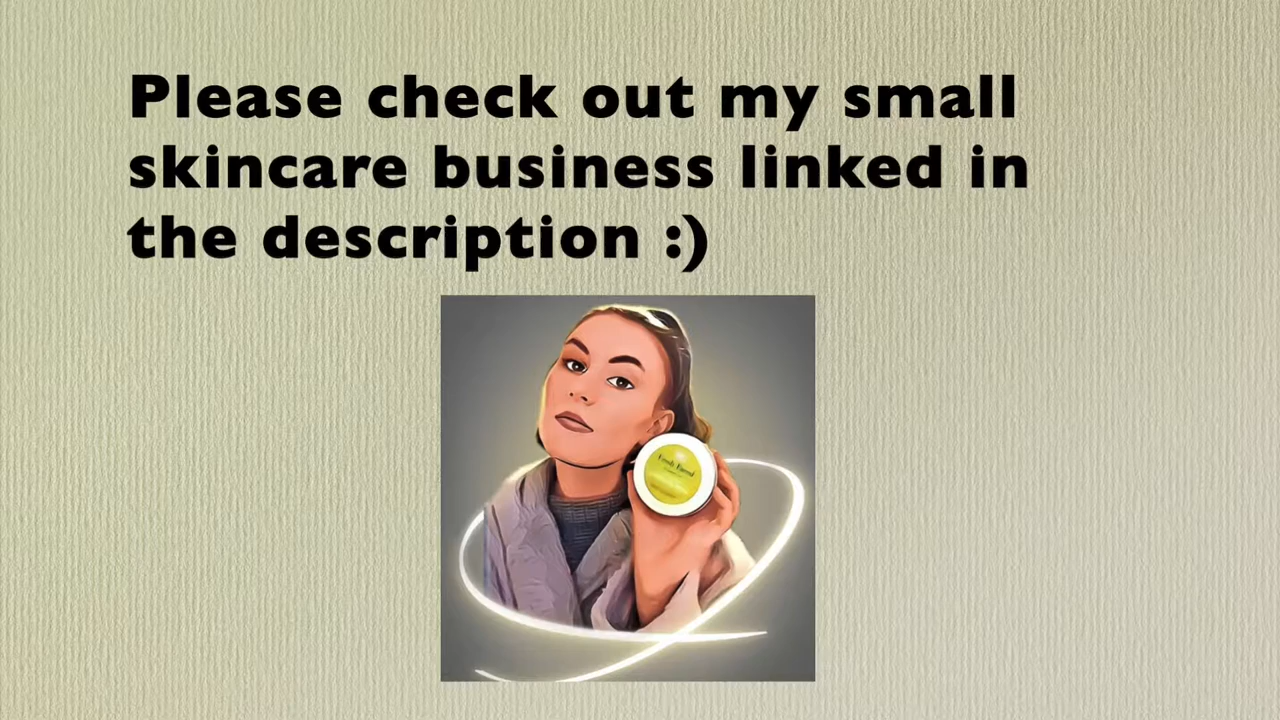 Please check out my small
skincare business linked in
the description :)